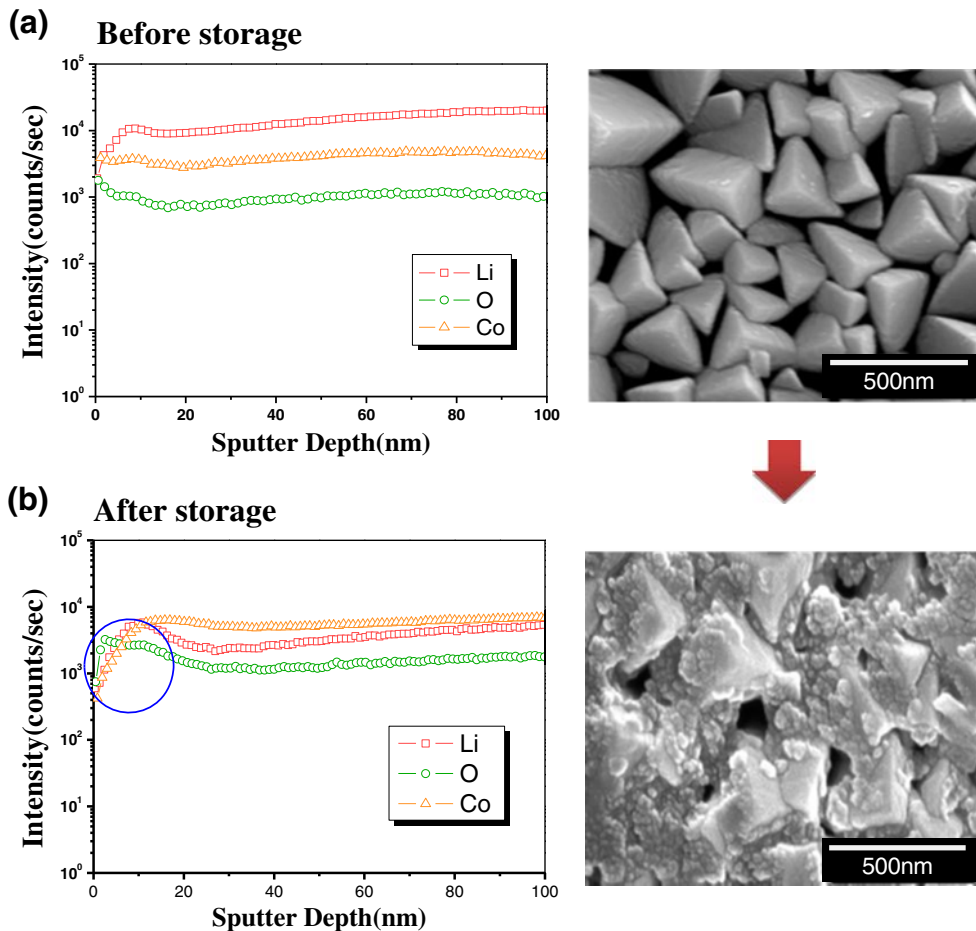 (a)
Before storage
Intensity(counts/sec)
10^5
10^4
10^3
10^2
10^1
10^0
0
20
40
60
80
100
Sputter Depth(nm)
Li
O
Co
500nm
(b)
After storage
Intensity(counts/sec)
10^5
10^4
10^3
10^2
10^1
10^0
0
20
40
60
80
100
Sputter Depth(nm)
Li
O
Co
500nm